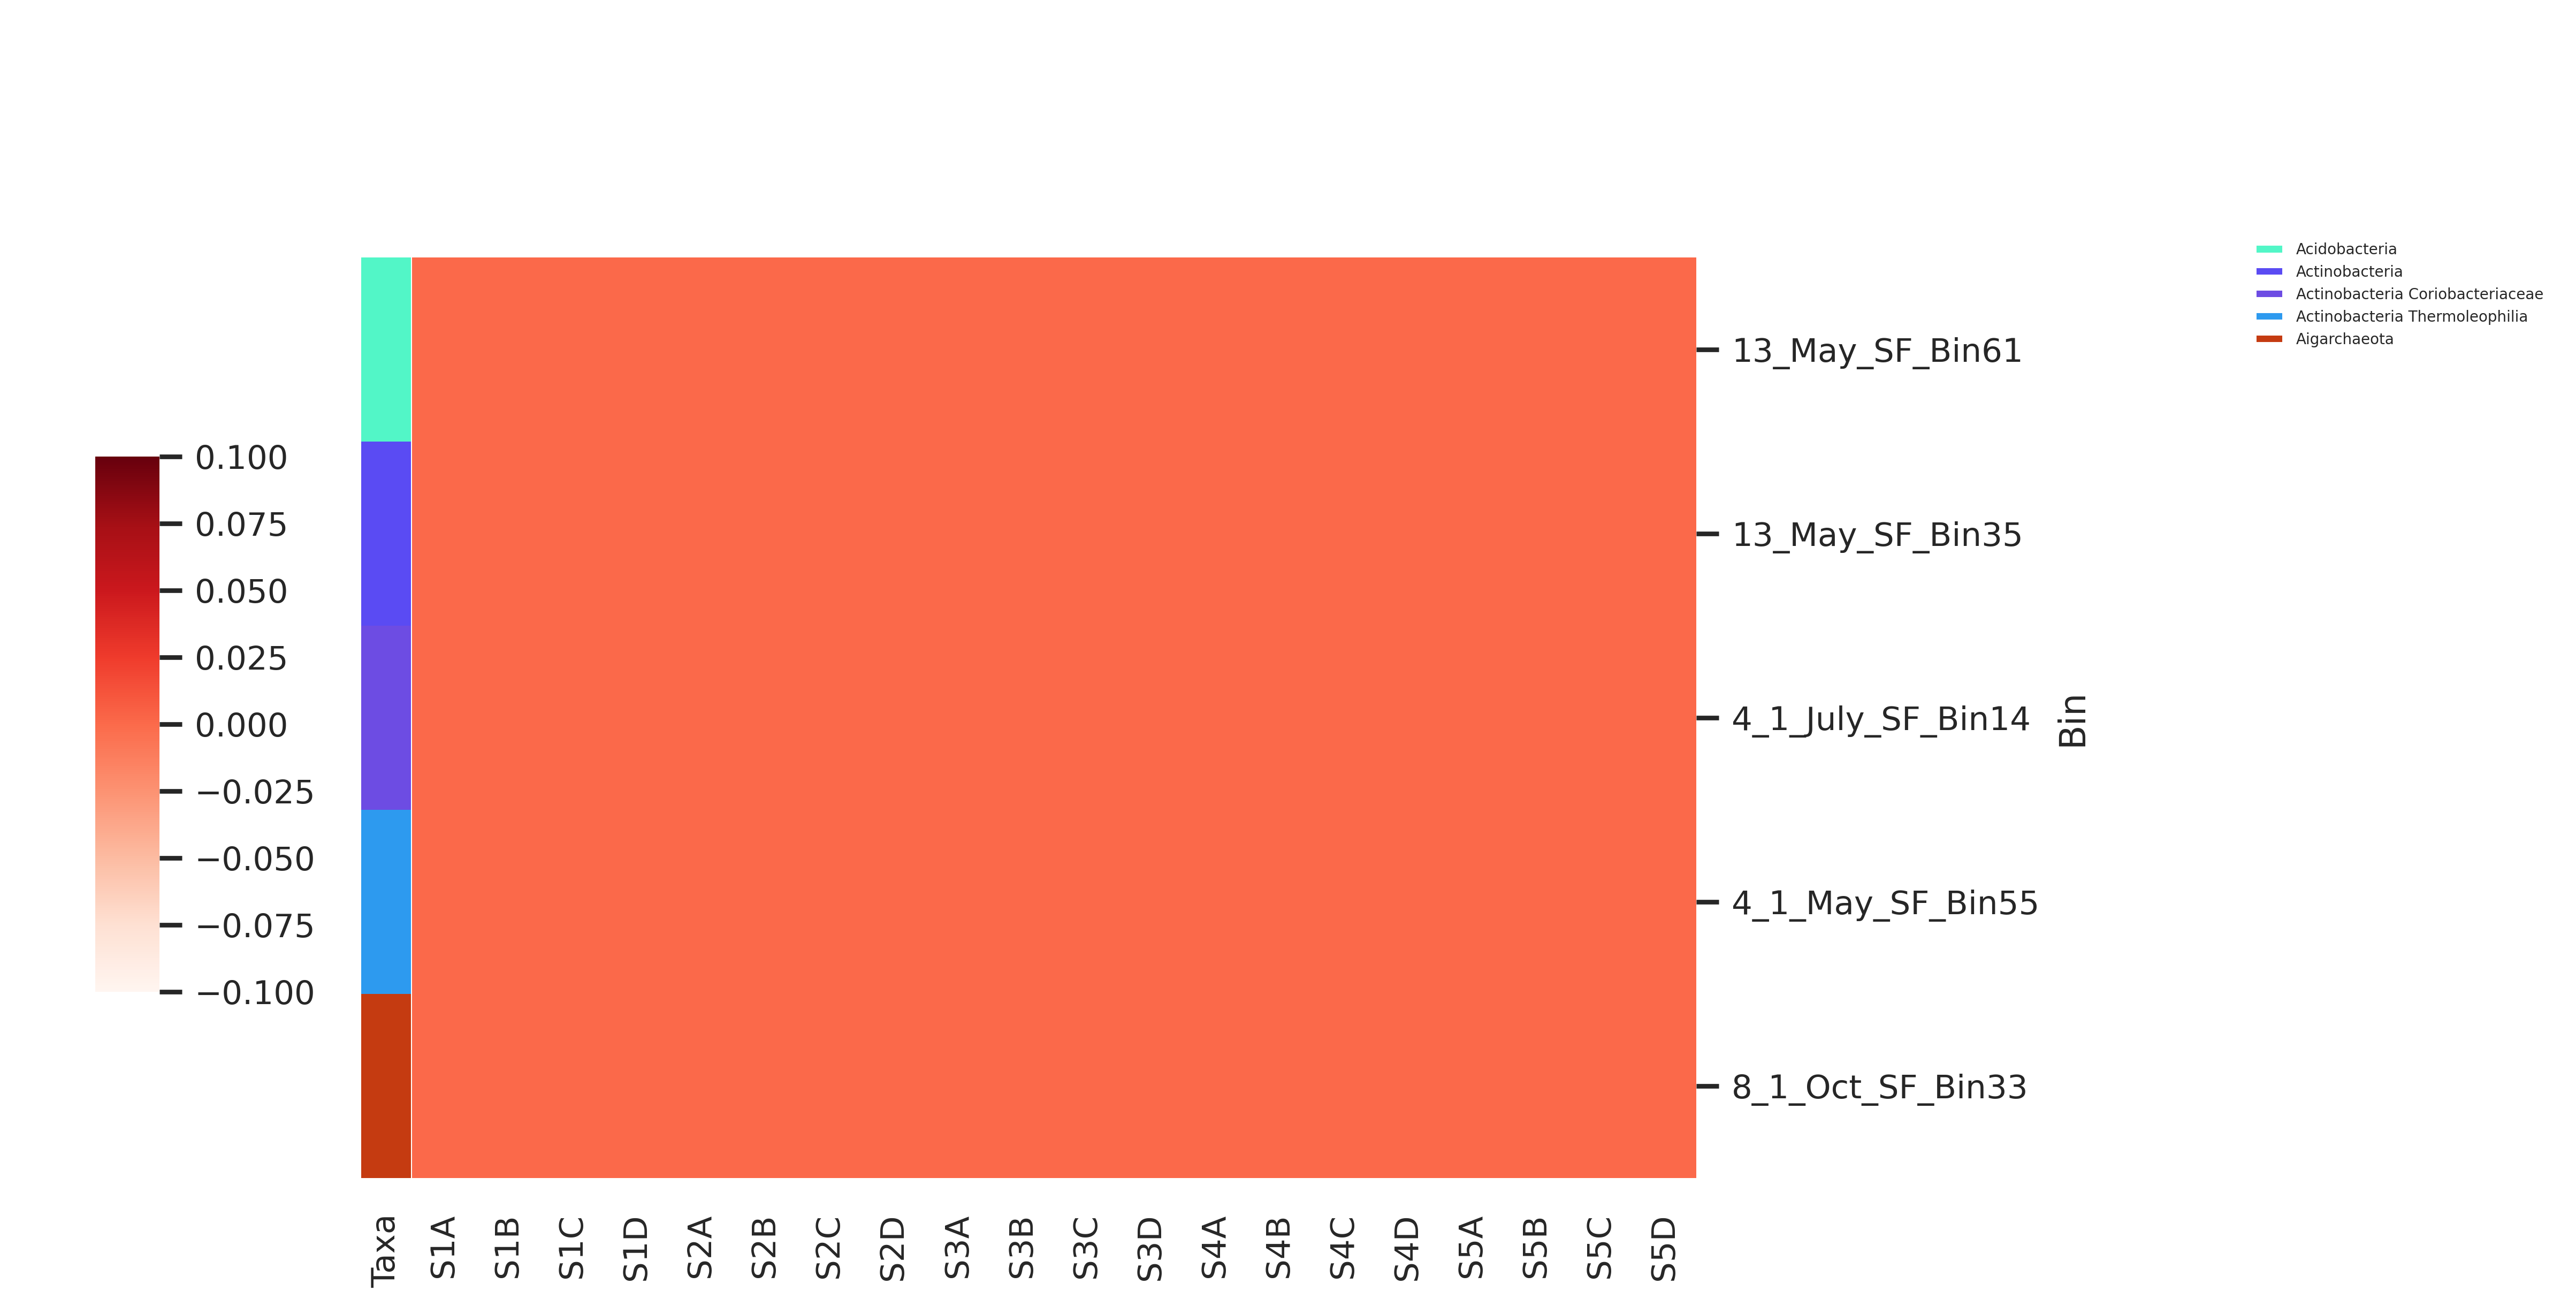 Acidobacteria
Actinobacteria
Actinobacteria Coriobacteriaceae
Actinobacteria Thermoleophilia
Aigarchaeota
0.100
0.075
0.050
0.025
0.000
−0.025
−0.050
−0.075
−0.100
13_May_SF_Bin61
13_May_SF_Bin35
4_1_July_SF_Bin14
4_1_May_SF_Bin55
8_1_Oct_SF_Bin33
Bin
Taxa
S1A
S1B
S1C
S1D
S2A
S2B
S2C
S2D
S3A
S3B
S3C
S3D
S4A
S4B
S4C
S4D
S5A
S5B
S5C
S5D